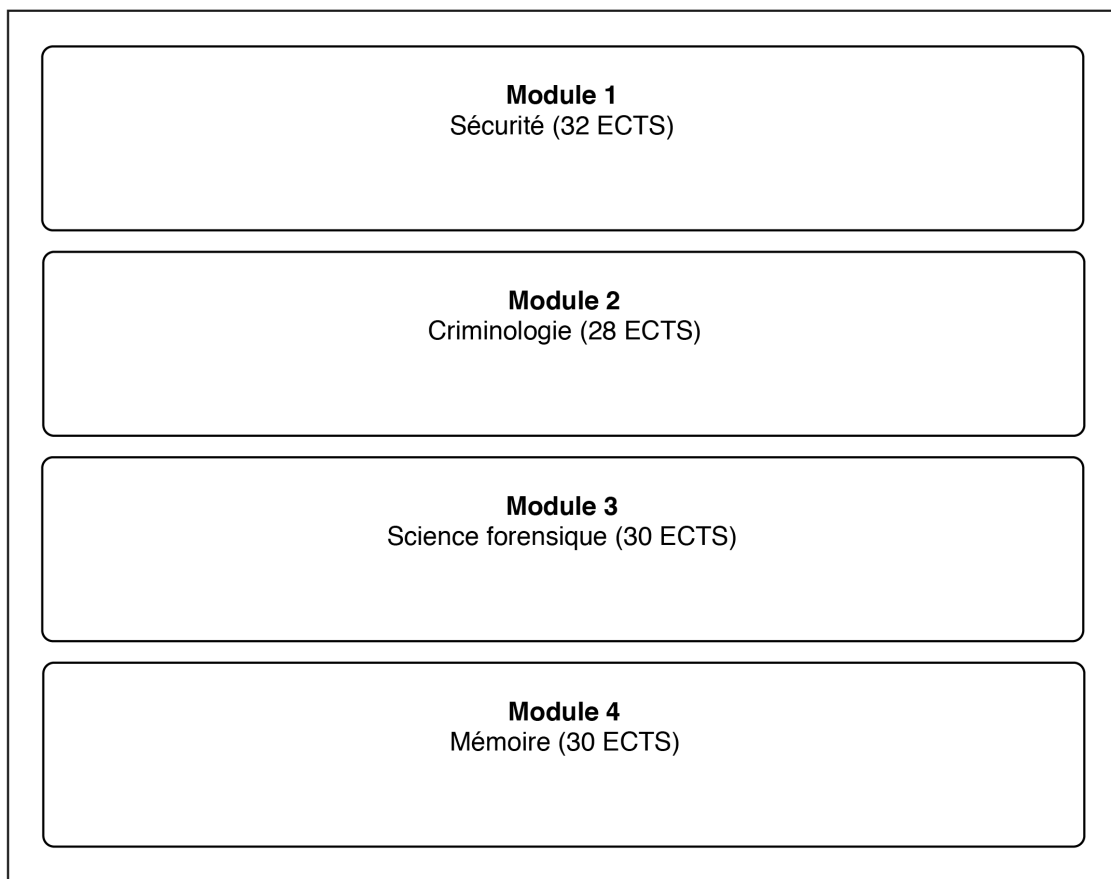 Module 1
Sécurité (32 ECTS)
Module 2
Criminologie (28 ECTS)
Module 3
Science forensique (30 ECTS)
Module 4
Mémoire (30 ECTS)